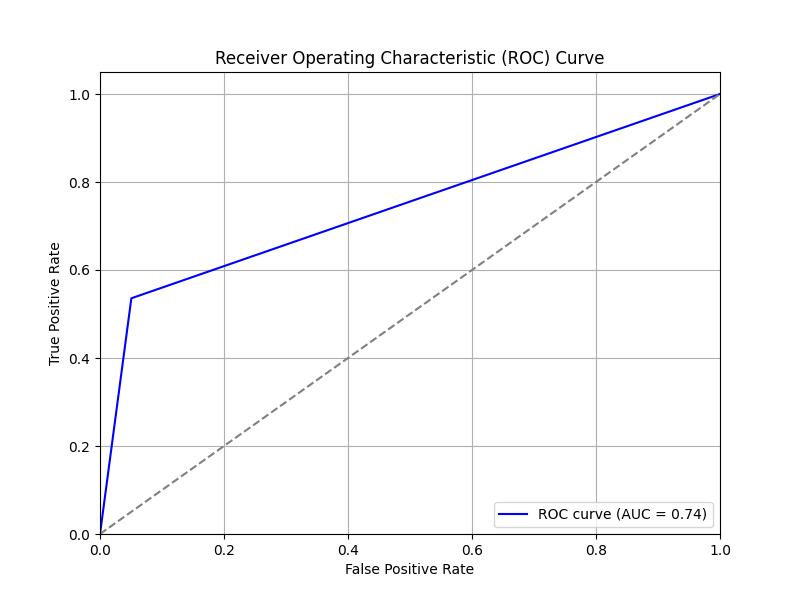 Receiver Operating Characteristic (ROC) Curve
1.0
0.8
0.6
0.4
0.2
0.0
True Positive Rate
ROC curve (AUC = 0.74)
0.0 0.2 0.4 0.6 0.8 1.0
False Positive Rate